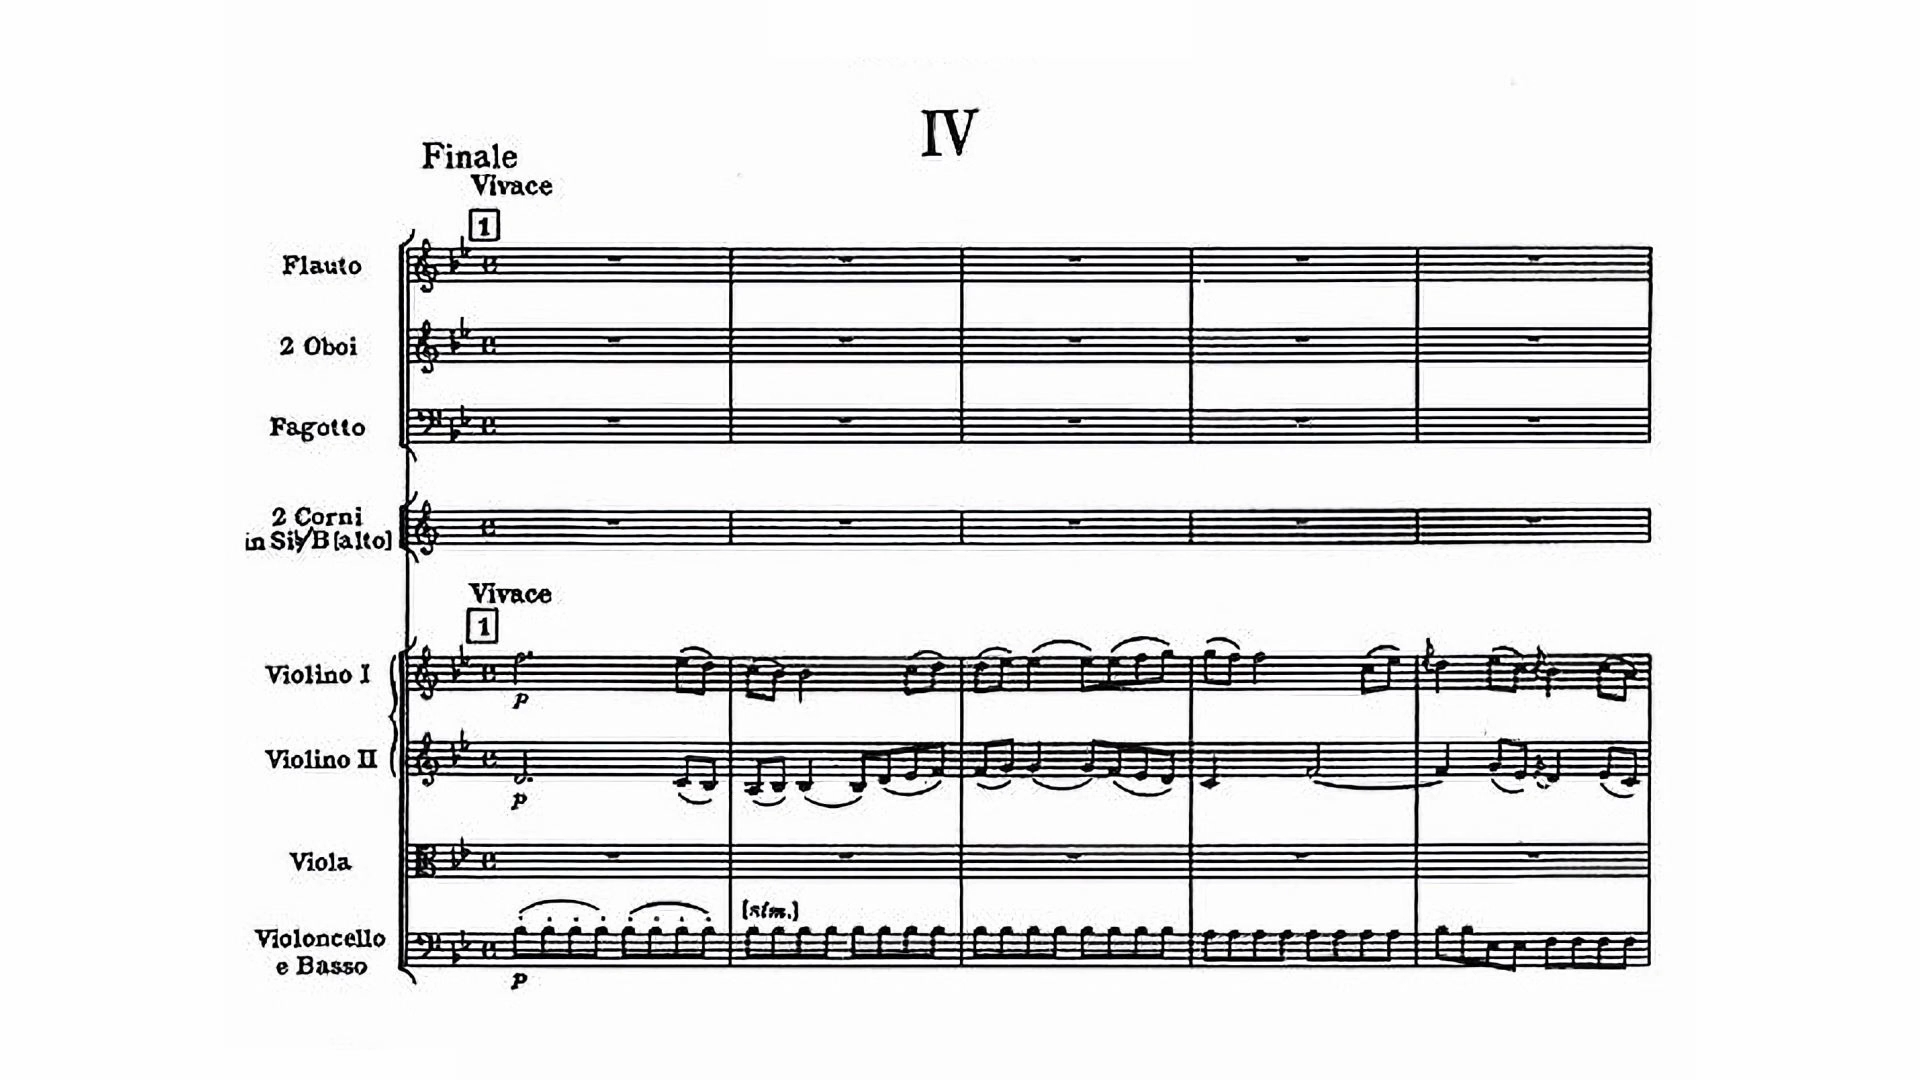 IV
Finale
Vivace
1
Flauto
2 Oboi
Fagotto
2 Corni
in Si♭/B [alto]
Vivace
1
Violino I
p
Violino II
p
Viola
[sim.]
Violoncello
e Basso
p